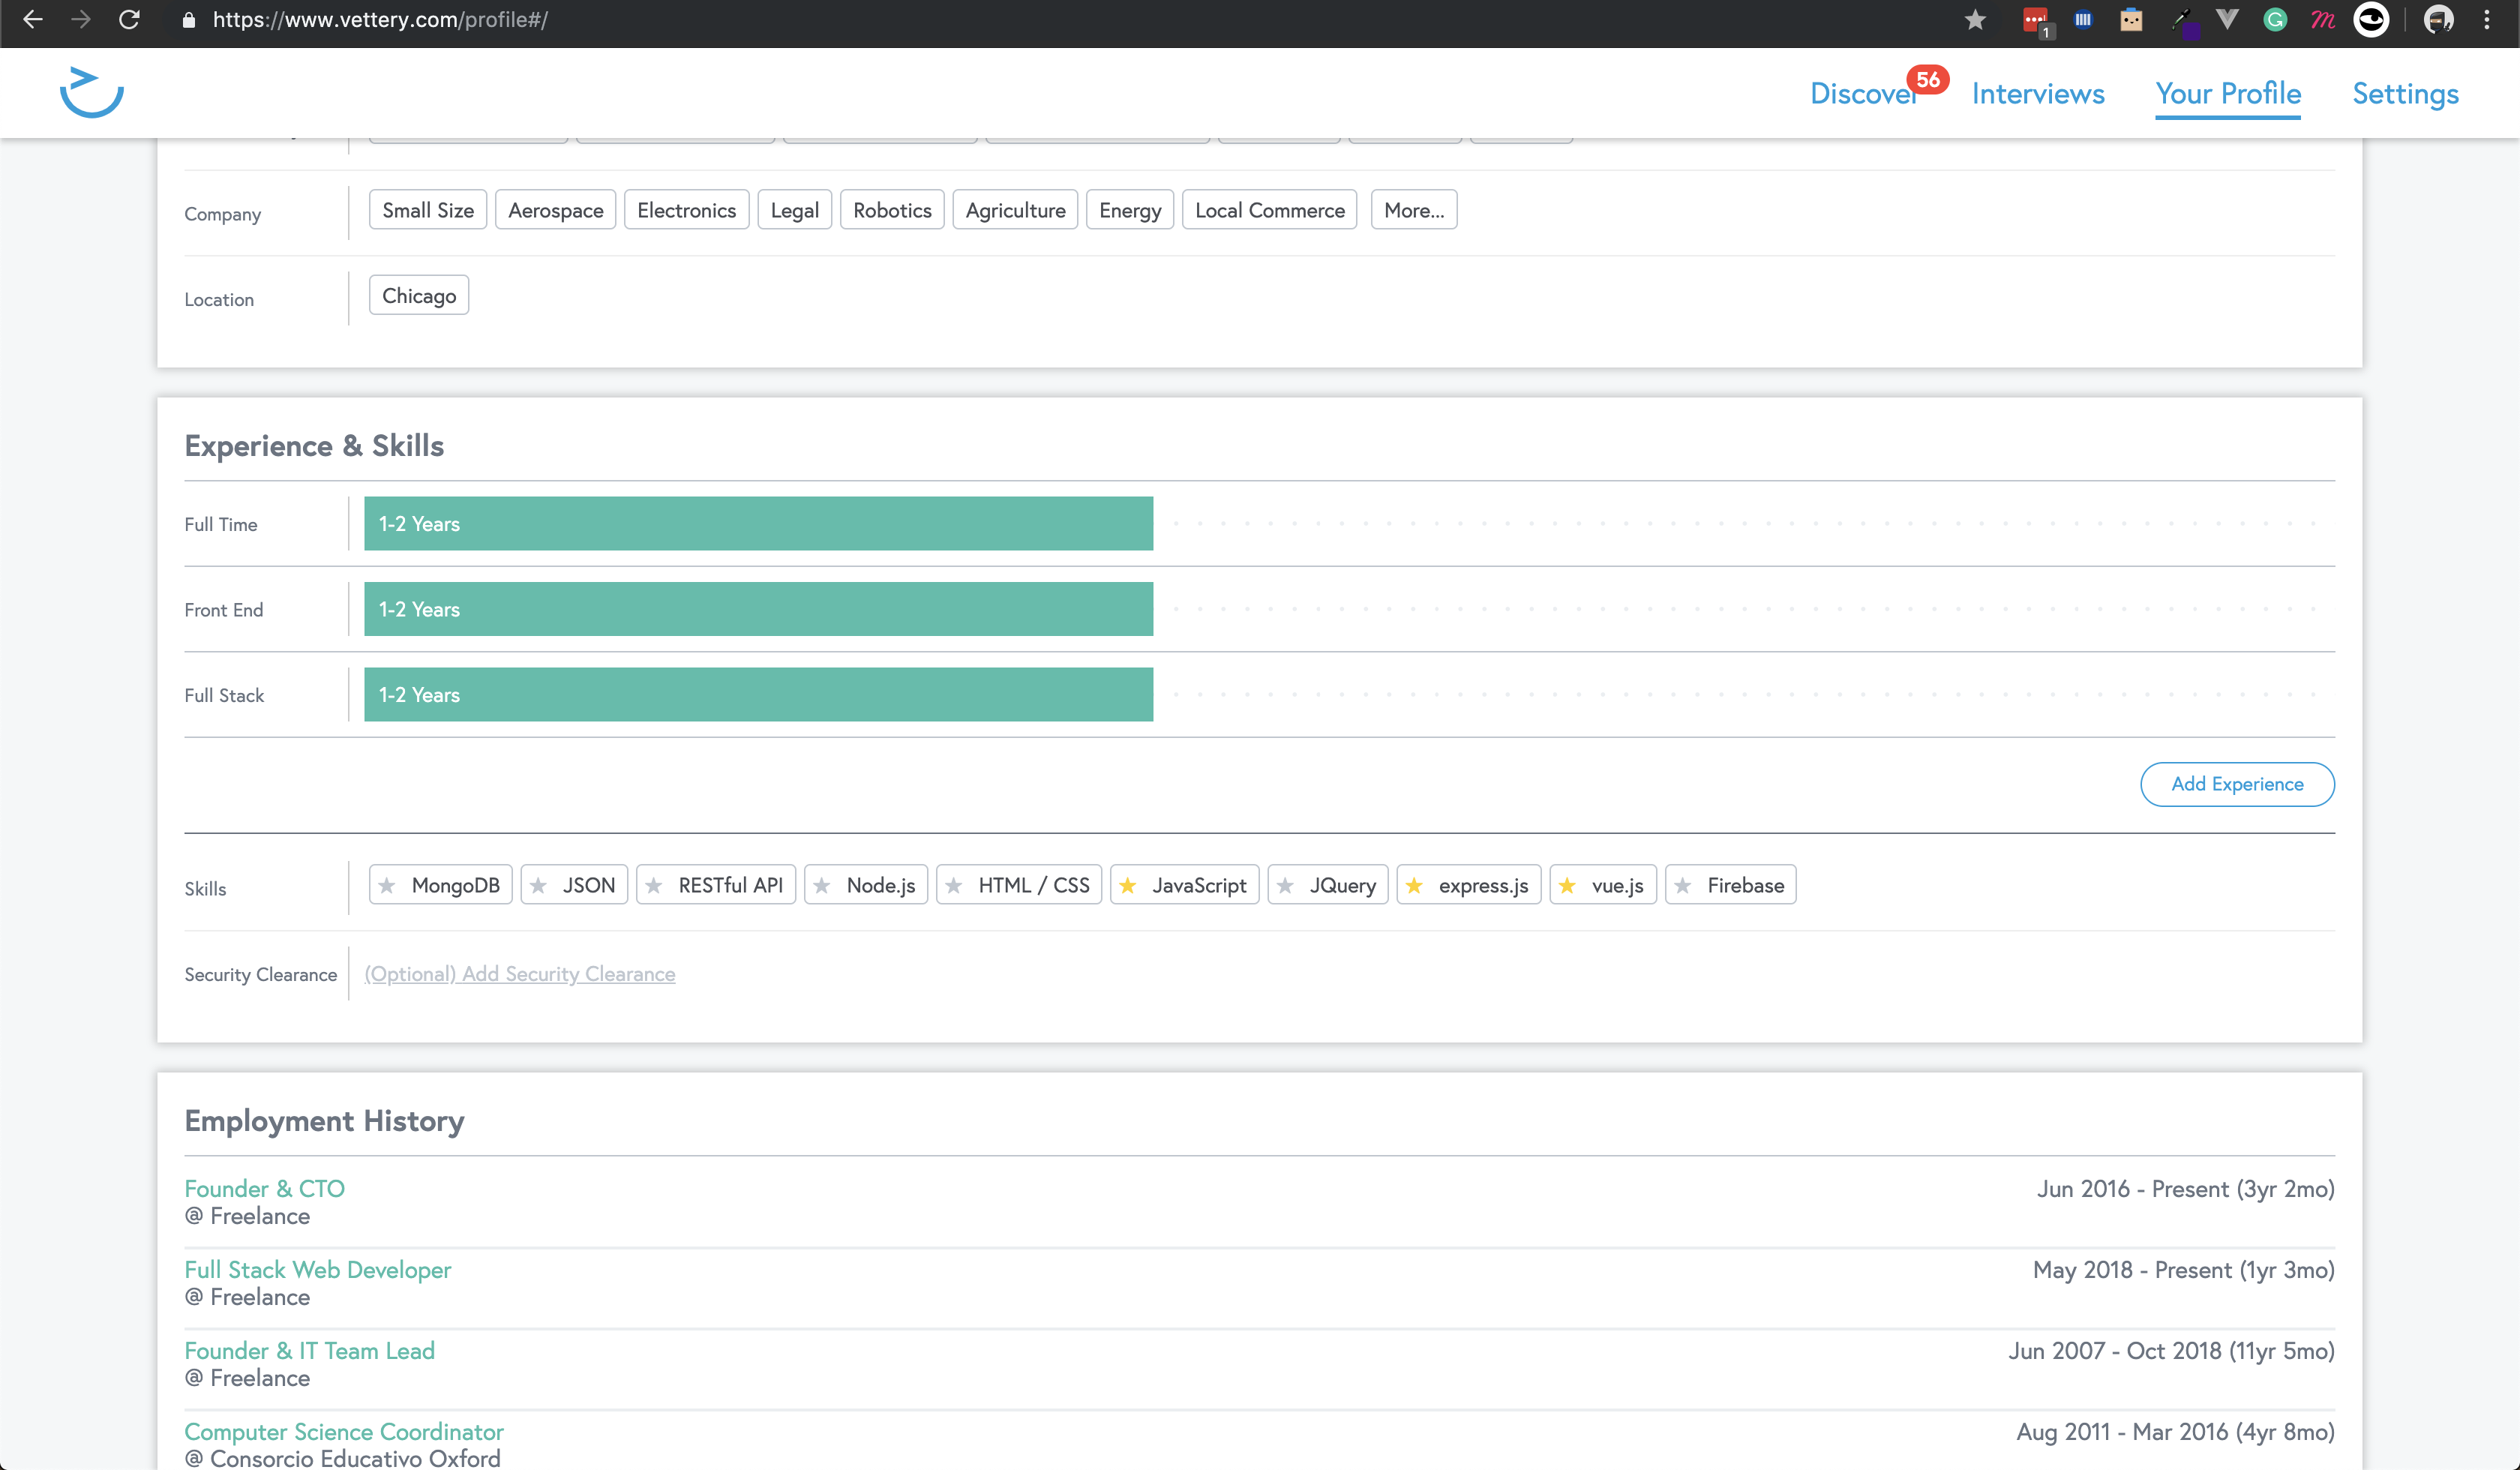 https://www.vettery.com/profile#/
1
Discover 56 Interviews Your Profile Settings
Company Small Size Aerospace Electronics Legal Robotics Agriculture Energy Local Commerce More...
Location Chicago
Experience & Skills
Full Time 1-2 Years
Front End 1-2 Years
Full Stack 1-2 Years
Add Experience
Skills MongoDB JSON RESTful API Node.js HTML / CSS JavaScript JQuery express.js vue.js Firebase
Security Clearance (Optional) Add Security Clearance
Employment History
Founder & CTO Jun 2016 - Present (3yr 2mo)
@ Freelance
Full Stack Web Developer May 2018 - Present (1yr 3mo)
@ Freelance
Founder & IT Team Lead Jun 2007 - Oct 2018 (11yr 5mo)
@ Freelance
Computer Science Coordinator Aug 2011 - Mar 2016 (4yr 8mo)
@ Consorcio Educativo Oxford